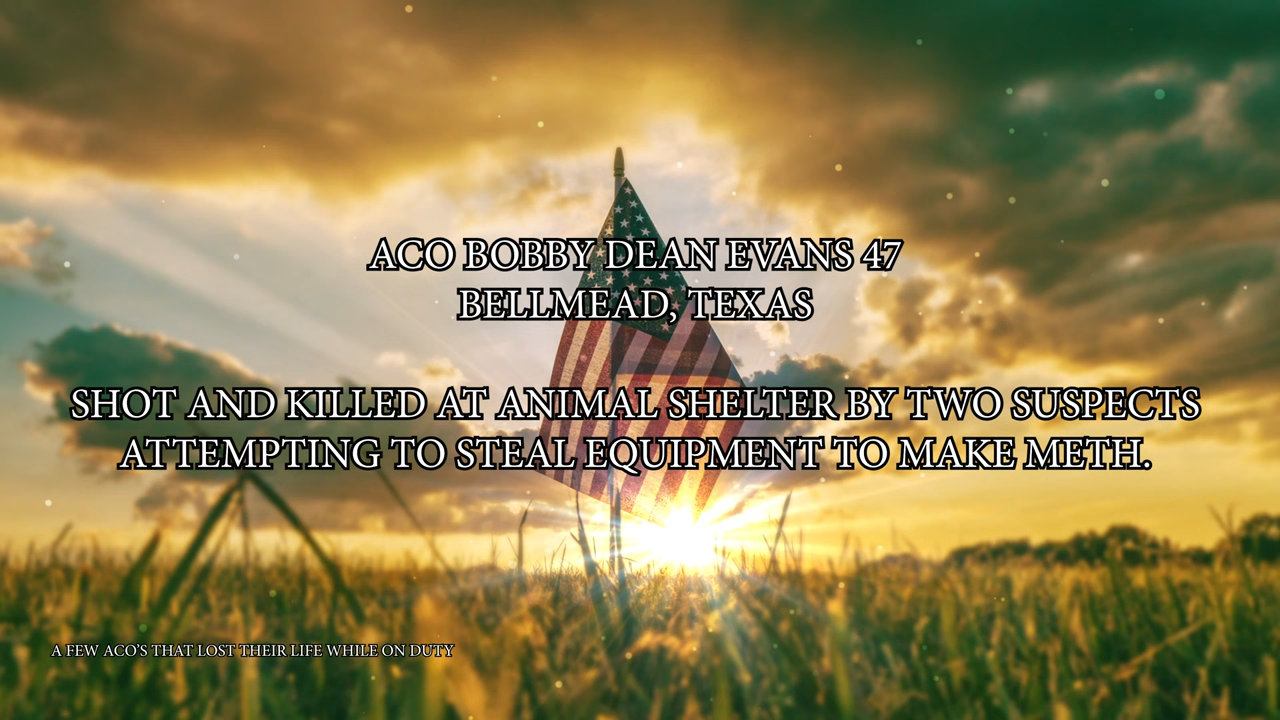 ACO BOBBY DEAN EVANS 47
BELLMEAD, TEXAS
SHOT AND KILLED AT ANIMAL SHELTER BY TWO SUSPECTS
ATTEMPTING TO STEAL EQUIPMENT TO MAKE METH.
A FEW ACO'S THAT LOST THEIR LIFE WHILE ON DUTY